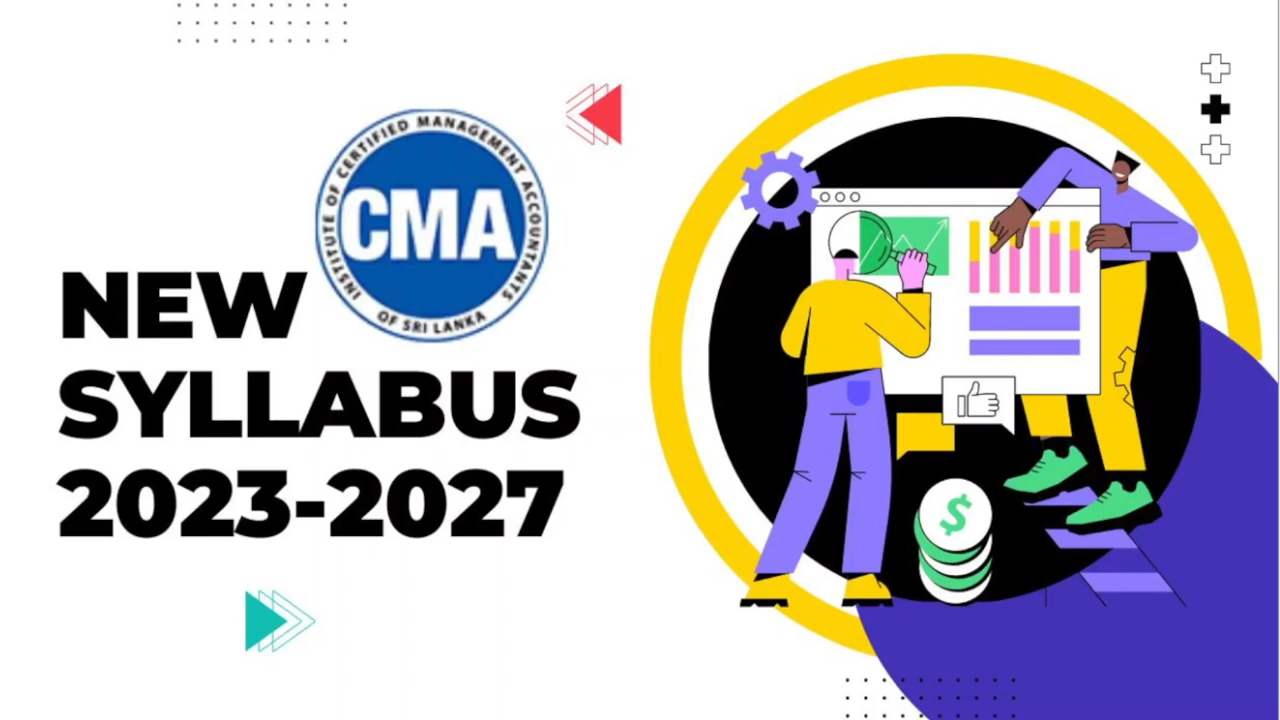 INSTITUTE OF CERTIFIED MANAGEMENT ACCOUNTANTS
OF SRI LANKA
CMA
NEW
SYLLABUS
2023-2027
$